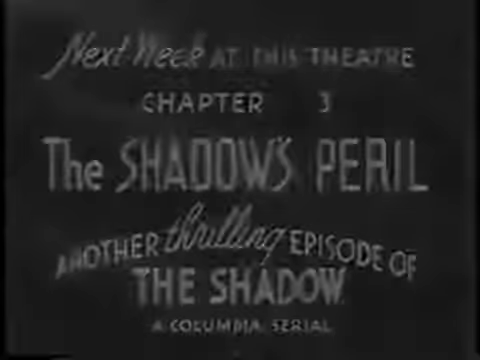 Next Week AT THIS THEATRE
CHAPTER 3
The SHADOW'S PERIL
ANOTHER thrilling EPISODE OF
THE SHADOW
A COLUMBIA SERIAL